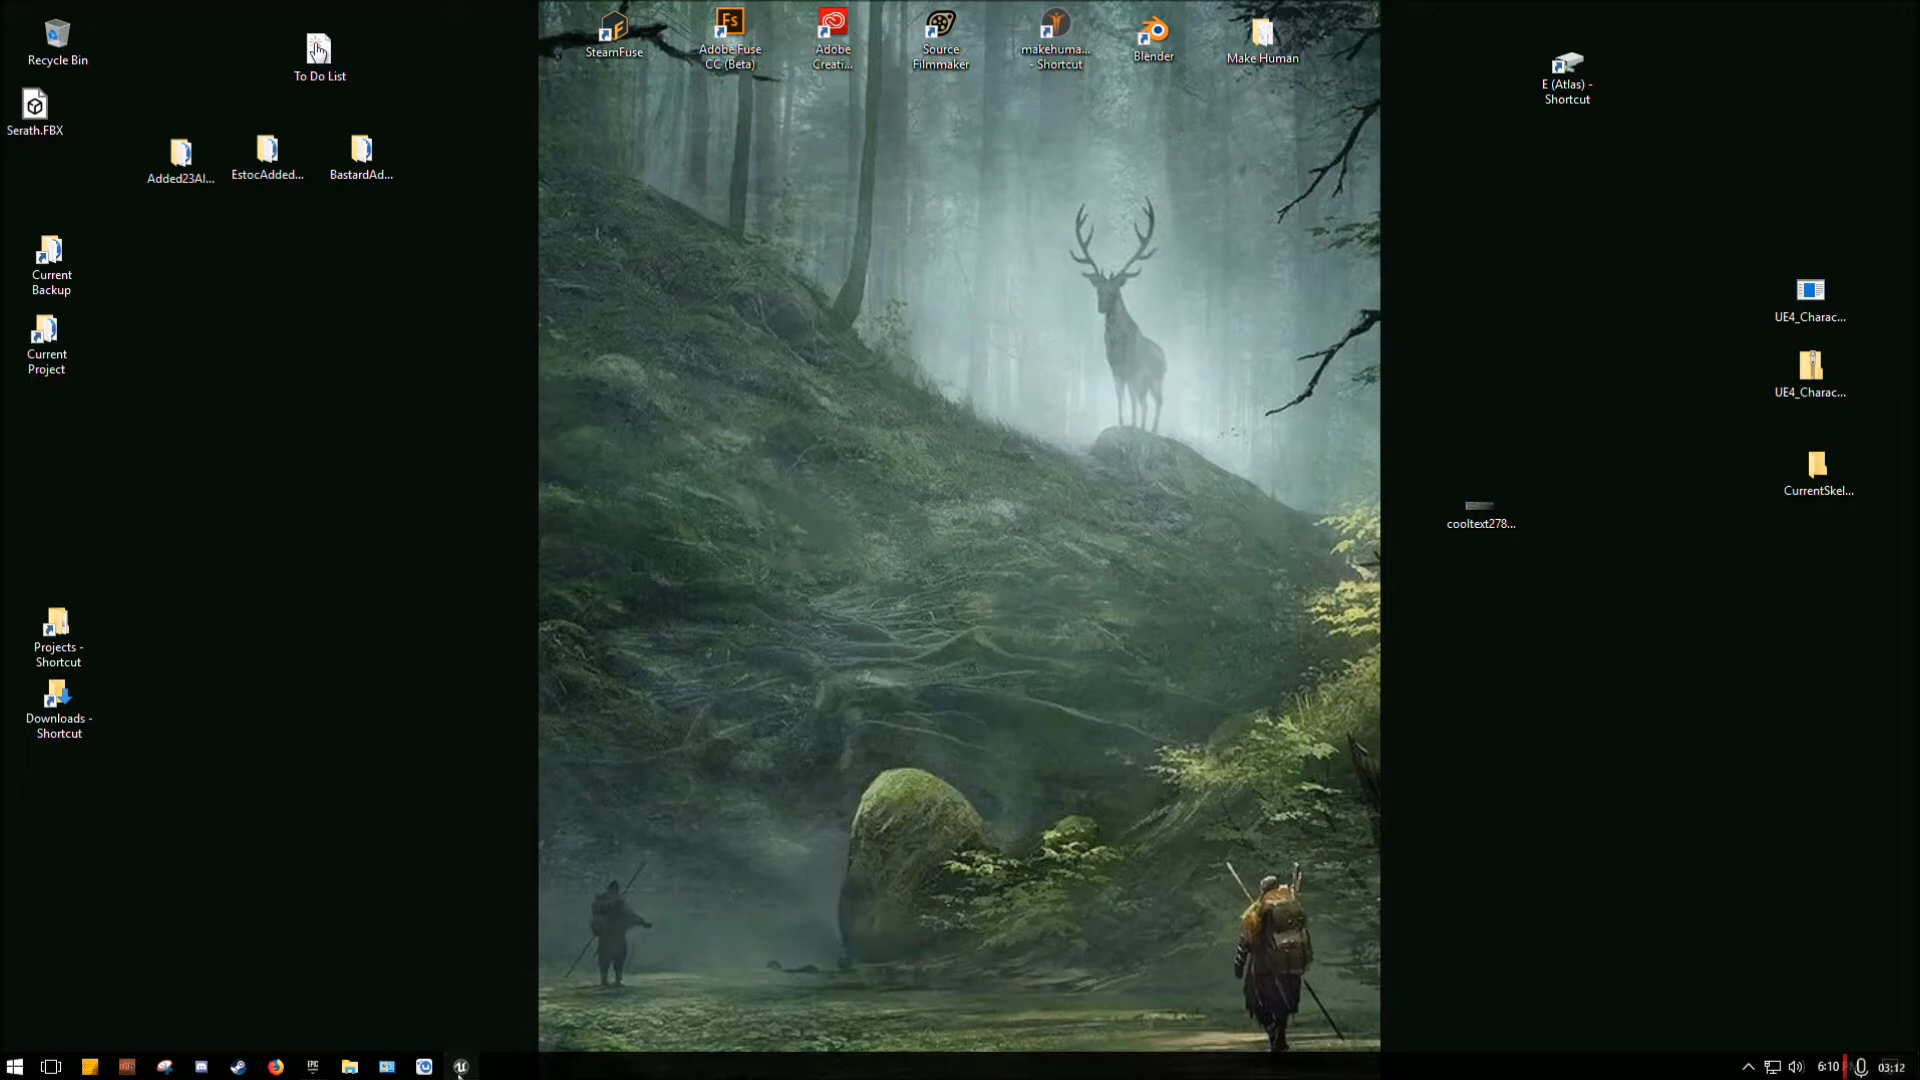 Recycle Bin
To Do List
Serath.FBX
Added23Al...
EstocAdded...
BastardAd...
Current
Backup
Current
Project
Projects -
Shortcut
Downloads -
Shortcut
SteamFuse
Fs
Adobe Fuse
CC (Beta)
Adobe
Creati...
Source
Filmmaker
makehuma...
- Shortcut
Blender
Make Human
E (Atlas) -
Shortcut
UE4_Charac...
UE4_Charac...
CurrentSkel...
cooltext278...
EPIC
6:10
03:12